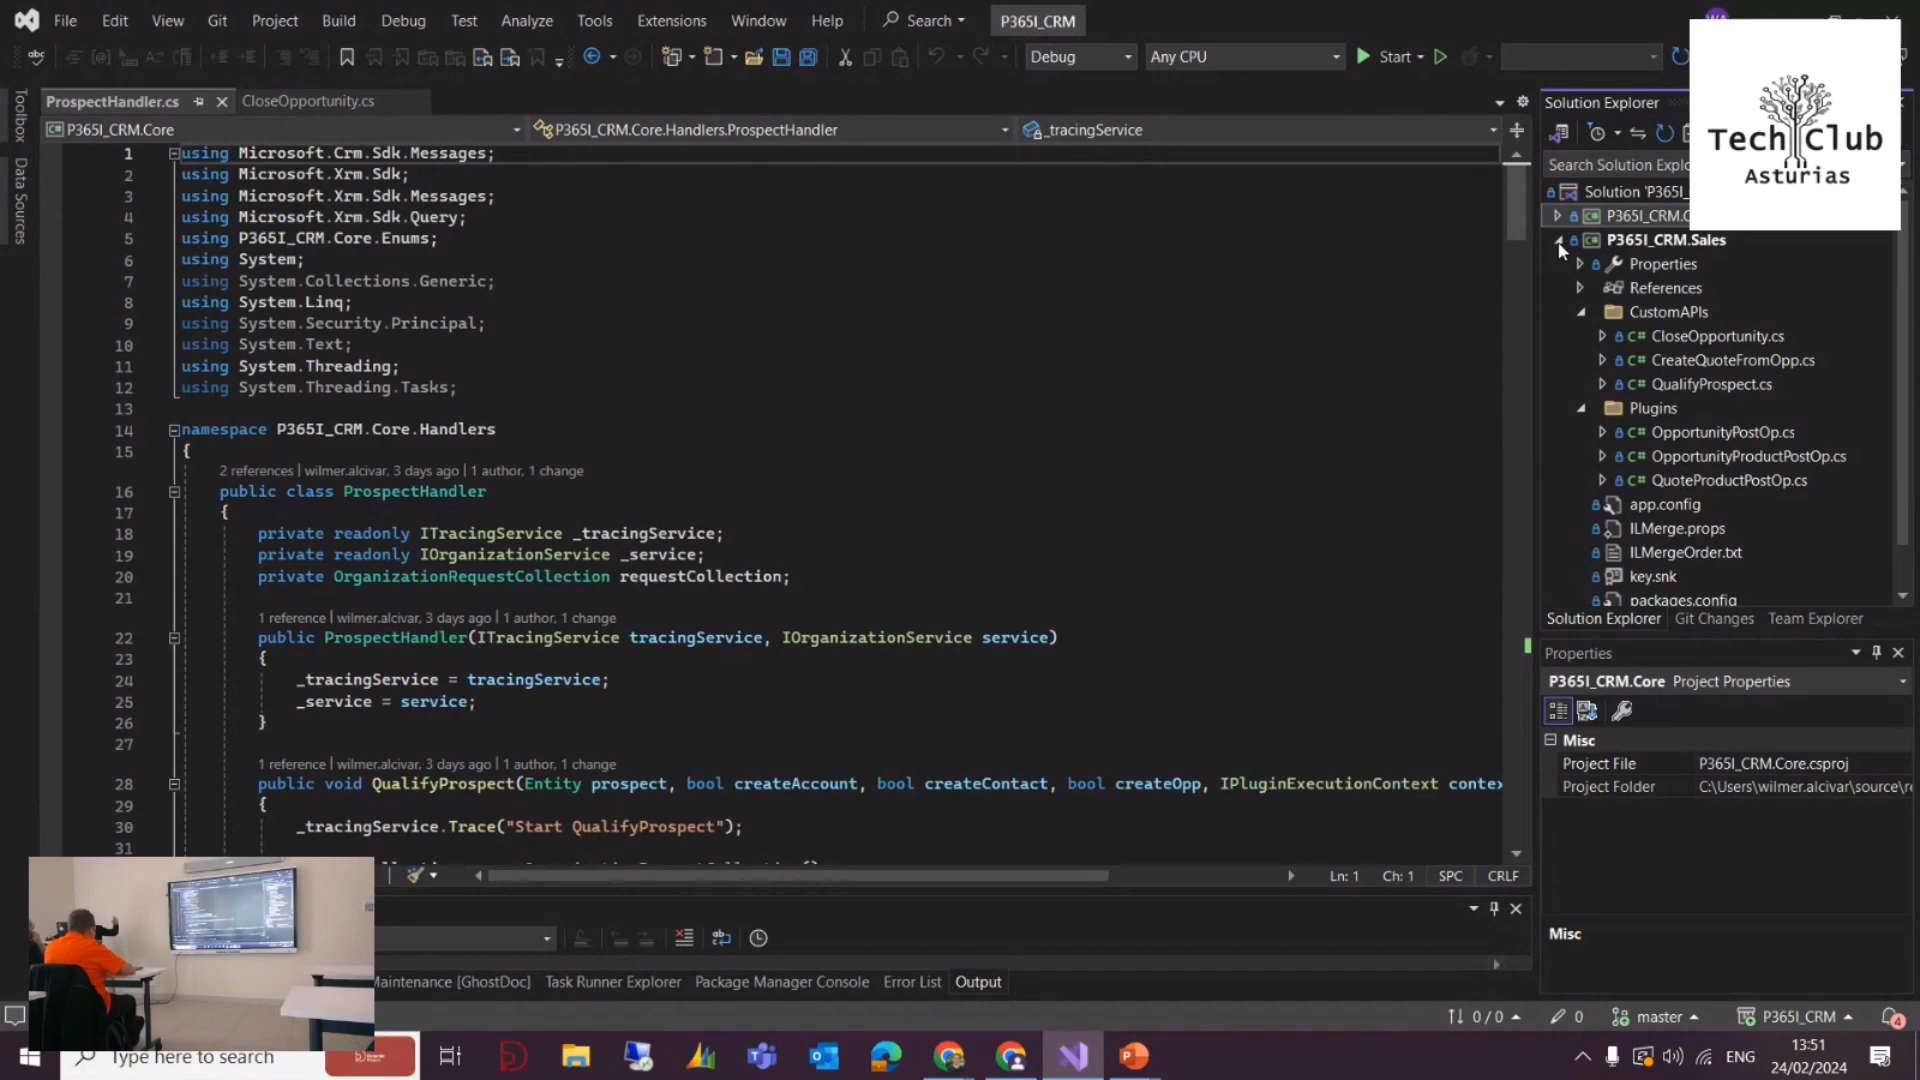 File Edit View Git Project Build Debug Test Analyze Tools Extensions Window Help Search P365I_CRM
Debug Any CPU Start
Toolbox
Data Sources
ProspectHandler.cs CloseOpportunity.cs
P365I_CRM.Core P365I_CRM.Core.Handlers.ProspectHandler _tracingService
1 using Microsoft.Crm.Sdk.Messages;
2 using Microsoft.Xrm.Sdk;
3 using Microsoft.Xrm.Sdk.Messages;
4 using Microsoft.Xrm.Sdk.Query;
5 using P365I_CRM.Core.Enums;
6 using System;
7 using System.Collections.Generic;
8 using System.Linq;
9 using System.Security.Principal;
10 using System.Text;
11 using System.Threading;
12 using System.Threading.Tasks;
13
14 namespace P365I_CRM.Core.Handlers
15 {
2 references | wilmer.alcivar, 3 days ago | 1 author, 1 change
16 public class ProspectHandler
17 {
18 private readonly ITracingService _tracingService;
19 private readonly IOrganizationService _service;
20 private OrganizationRequestCollection requestCollection;
21
1 reference | wilmer.alcivar, 3 days ago | 1 author, 1 change
22 public ProspectHandler(ITracingService tracingService, IOrganizationService service)
23 {
24 _tracingService = tracingService;
25 _service = service;
26 }
27
1 reference | wilmer.alcivar, 3 days ago | 1 author, 1 change
28 public void QualifyProspect(Entity prospect, bool createAccount, bool createContact, bool createOpp, IPluginExecutionContext contex
29 {
30 _tracingService.Trace("Start QualifyProspect");
31
Ln: 1 Ch: 1 SPC CRLF
Maintenance [GhostDoc] Task Runner Explorer Package Manager Console Error List Output
Solution Explorer
Search Solution Explo
Solution 'P365I_
P365I_CRM.C
P365I_CRM.Sales
Properties
References
CustomAPIs
C# CloseOpportunity.cs
C# CreateQuoteFromOpp.cs
C# QualifyProspect.cs
Plugins
C# OpportunityPostOp.cs
C# OpportunityProductPostOp.cs
C# QuoteProductPostOp.cs
app.config
ILMerge.props
ILMergeOrder.txt
key.snk
packages.config
Solution Explorer Git Changes Team Explorer
Properties
P365I_CRM.Core Project Properties
Misc
Project File P365I_CRM.Core.csproj
Project Folder C:\Users\wilmer.alcivar\source\re
Misc
Tech Club
Asturias
0 / 0 0 master P365I_CRM 4
Type here to search
ENG
13:51
24/02/2024